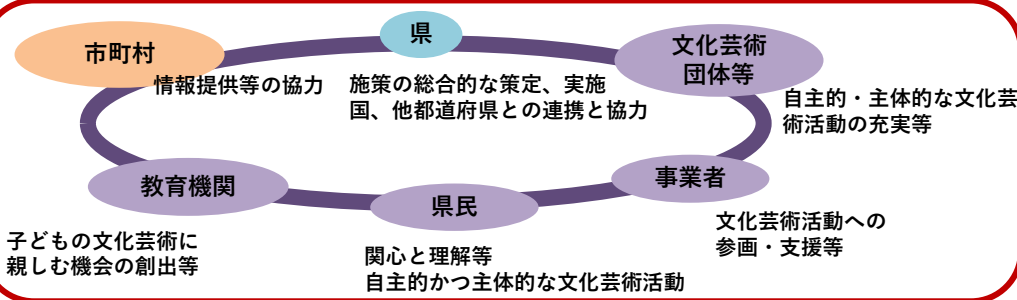 市町村
情報提供等の協力
県
施策の総合的な策定、実施
国、他都道府県との連携と協力
文化芸術
団体等
自主的・主体的な文化芸
術活動の充実等
教育機関
子どもの文化芸術に
親しむ機会の創出等
県民
関心と理解等
自主的かつ主体的な文化芸術活動
事業者
文化芸術活動への
参画・支援等